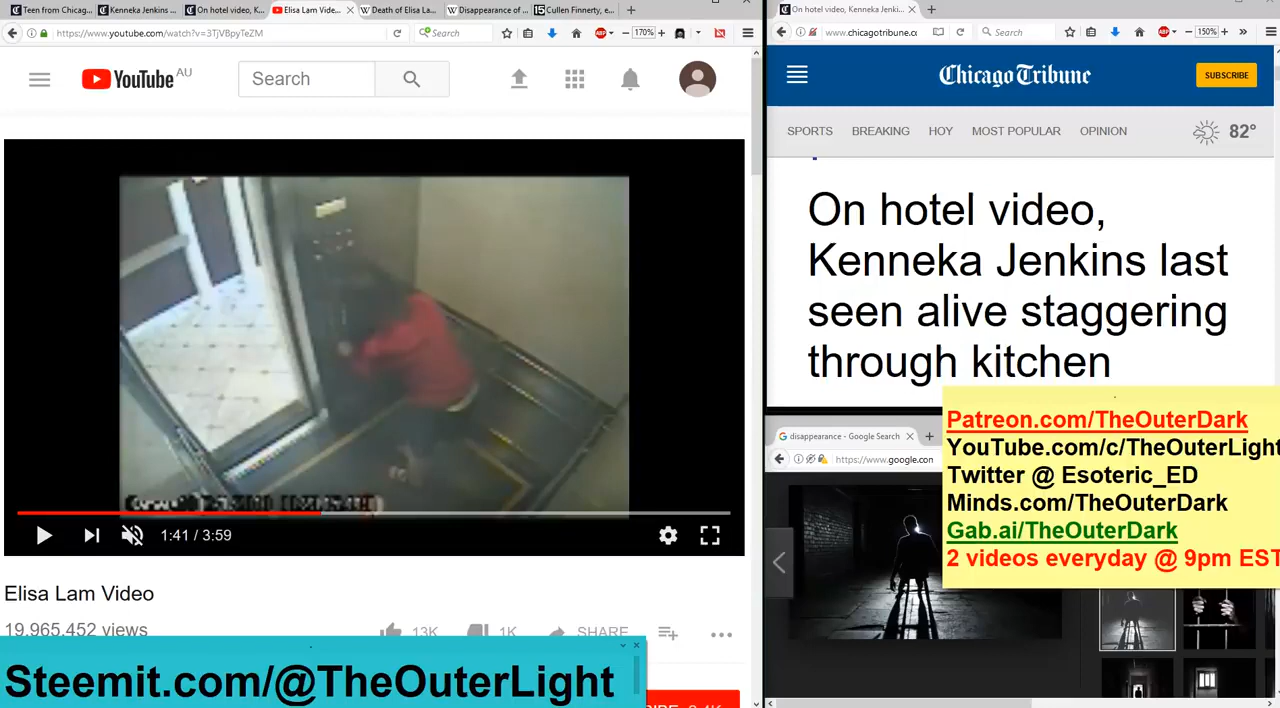 Teen from Chicag...
Kenneka Jenkins ...
On hotel video, K...
Elisa Lam Vide...
Death of Elisa La...
Disappearance of ...
Cullen Finnerty, e...
https://www.youtube.com/watch?v=3TjVBpyTeZM
Search
170%
YouTube AU
Search
1:41 / 3:59
Elisa Lam Video
19,965,452 views
13K
1K
SHARE
Steemit.com/@TheOuterLight
On hotel video, Kenneka Jenki...
www.chicagotribune.co
Search
150%
Chicago Tribune
SUBSCRIBE
SPORTS
BREAKING
HOY
MOST POPULAR
OPINION
82°
On hotel video,
Kenneka Jenkins last
seen alive staggering
through kitchen
disappearance - Google Search
https://www.google.con
Patreon.com/TheOuterDark
YouTube.com/c/TheOuterLight
Twitter @ Esoteric_ED
Minds.com/TheOuterDark
Gab.ai/TheOuterDark
2 videos everyday @ 9pm EST